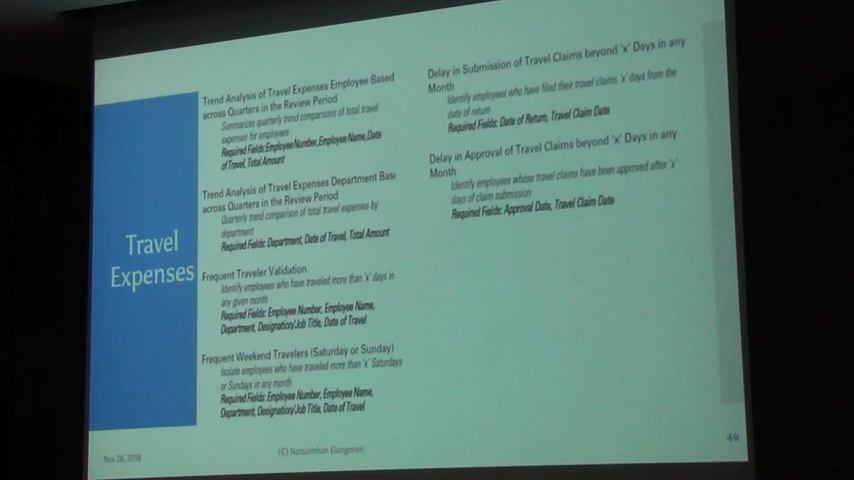 Travel
Expenses
Trend Analysis of Travel Expenses Employee Based
across Quarters in the Review Period
Summarizes quarterly trend comparisons of total travel
expenses for employees
Required Fields: Employee Number, Employee Name, Date
of Travel, Total Amount
Trend Analysis of Travel Expenses Department Base
across Quarters in the Review Period
Quarterly trend comparison of total travel expenses by
department
Required Fields: Department, Date of Travel, Total Amount
Frequent Traveler Validation
Identify employees who have traveled more than 'x' days in
any given month
Required Fields: Employee Number, Employee Name,
Department, Designation/Job Title, Date of Travel
Frequent Weekend Travelers (Saturday or Sunday)
Isolate employees who have traveled more than 'x' Saturdays
or Sundays in any month
Required Fields: Employee Number, Employee Name,
Department, Designation/Job Title, Date of Travel
Delay in Submission of Travel Claims beyond 'x' Days in any
Month
Identify employees who have filed their travel claims 'x' days from the
date of return
Required Fields: Date of Return, Travel Claim Date
Delay in Approval of Travel Claims beyond 'x' Days in any
Month
Identify employees whose travel claims have been approved after 'x'
days of claim submission
Required Fields: Approval Date, Travel Claim Date
Nov 28, 2018
(C) Narasimhan Elangovan
49